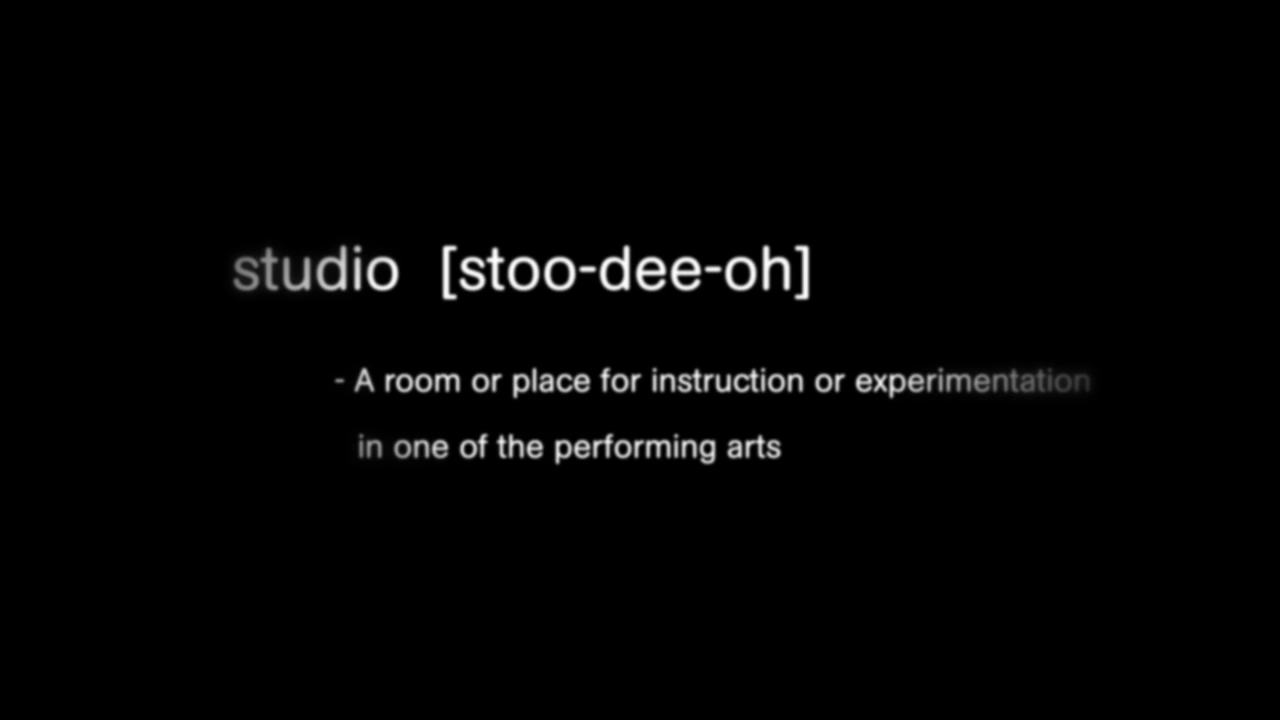 studio [stoo-dee-oh]
- A room or place for instruction or experimentation
in one of the performing arts